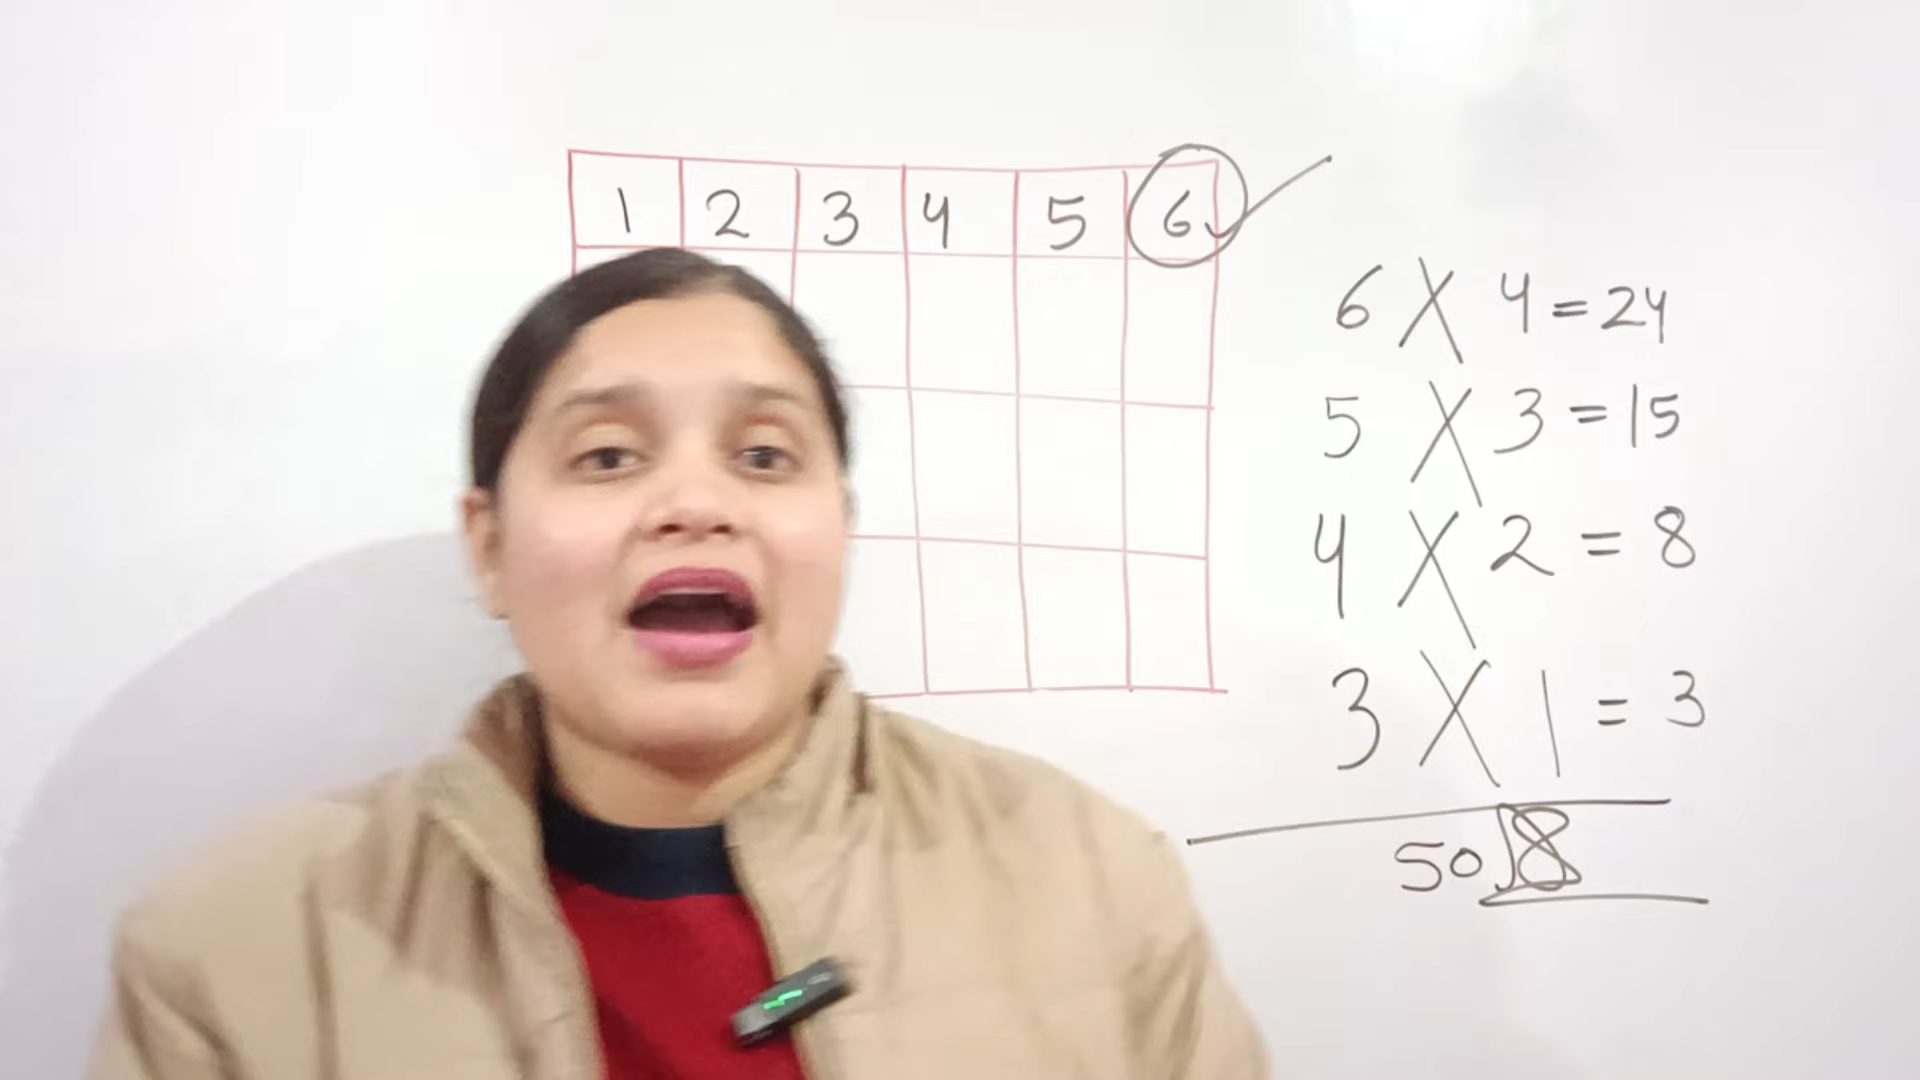 1 2 3 4 5 6
6 X 4 = 24
5 X 3 = 15
4 X 2 = 8
3 X 1 = 3
50